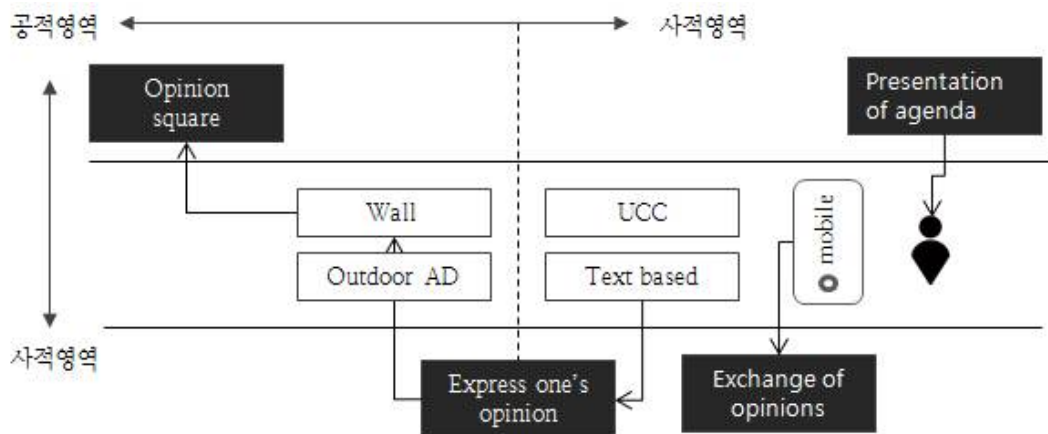 공적영역
사적영역
Opinion
square
Presentation
of agenda
Wall
UCC
mobile
Outdoor AD
Text based
사적영역
Express one's
opinion
Exchange of
opinions